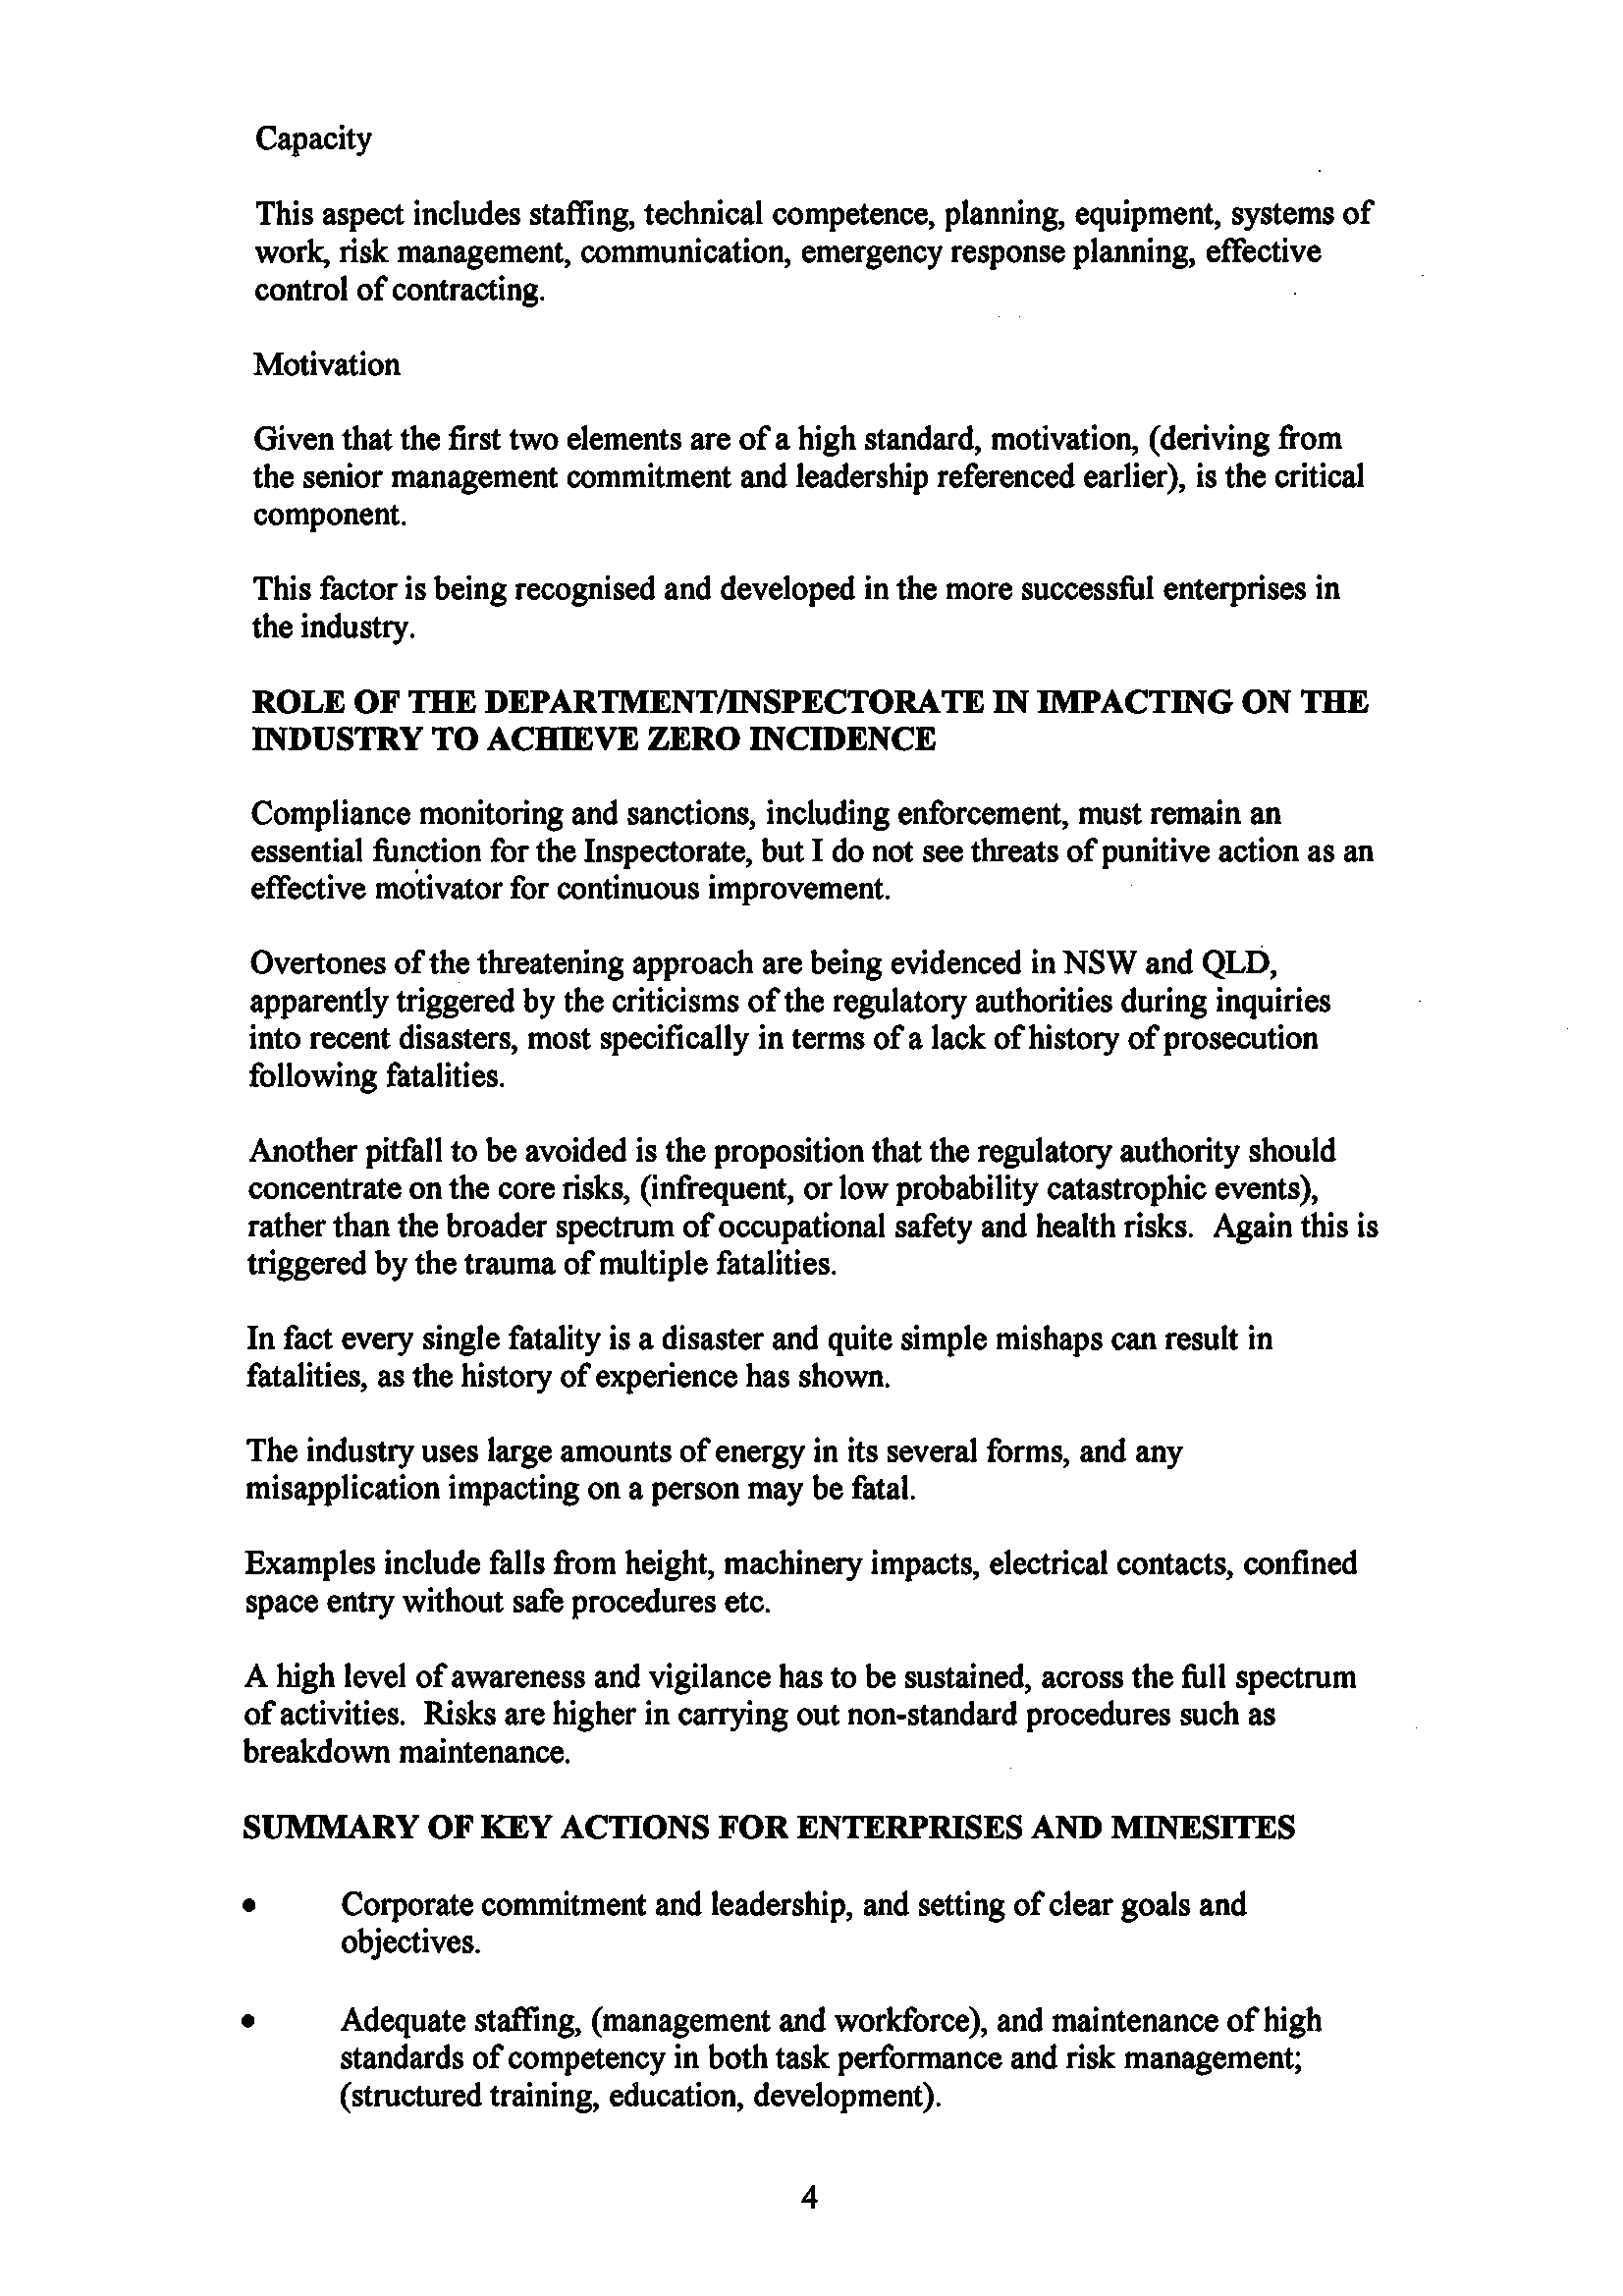 Capacity
This aspect includes staffing, technical competence, planning, equipment, systems of
work, risk management, communication, emergency response planning, effective
control of contracting.
Motivation
Given that the first two elements are of a high standard, motivation, (deriving from
the senior management commitment and leadership referenced earlier), is the critical
component.
This factor is being recognised and developed in the more successful enterprises in
the industry.
ROLE OF THE DEPARTMENT/INSPECTORATE IN IMPACTING ON THE
INDUSTRY TO ACHIEVE ZERO INCIDENCE
Compliance monitoring and sanctions, including enforcement, must remain an
essential function for the Inspectorate, but I do not see threats of punitive action as an
effective motivator for continuous improvement.
Overtones of the threatening approach are being evidenced in NSW and QLD,
apparently triggered by the criticisms of the regulatory authorities during inquiries
into recent disasters, most specifically in terms of a lack of history of prosecution
following fatalities.
Another pitfall to be avoided is the proposition that the regulatory authority should
concentrate on the core risks, (infrequent, or low probability catastrophic events),
rather than the broader spectrum of occupational safety and health risks. Again this is
triggered by the trauma of multiple fatalities.
In fact every single fatality is a disaster and quite simple mishaps can result in
fatalities, as the history of experience has shown.
The industry uses large amounts of energy in its several forms, and any
misapplication impacting on a person may be fatal.
Examples include falls from height, machinery impacts, electrical contacts, confined
space entry without safe procedures etc.
A high level of awareness and vigilance has to be sustained, across the full spectrum
of activities. Risks are higher in carrying out non-standard procedures such as
breakdown maintenance.
SUMMARY OF KEY ACTIONS FOR ENTERPRISES AND MINESITES
• Corporate commitment and leadership, and setting of clear goals and
objectives.
• Adequate staffing, (management and workforce), and maintenance of high
standards of competency in both task performance and risk management;
(structured training, education, development).
4